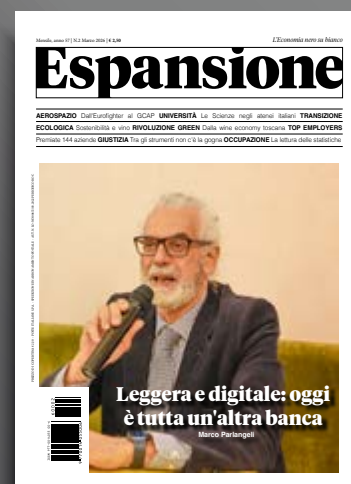 Mensile, anno 57 | N.2 Marzo 2026 | € 2,50
L'Economia nero su bianco
Espansione
AEROSPAZIO Dall'Eurofighter al GCAP UNIVERSITÀ Le Scienze negli atenei italiani TRANSIZIONE
ECOLOGICA Sostenibilità e vino RIVOLUZIONE GREEN Dalla wine economy toscana TOP EMPLOYERS
Premiate 144 aziende GIUSTIZIA Tra gli strumenti non c'è la gogna OCCUPAZIONE La lettura delle statistiche
Leggera e digitale: oggi
è tutta un'altra banca
Marco Parlangeli